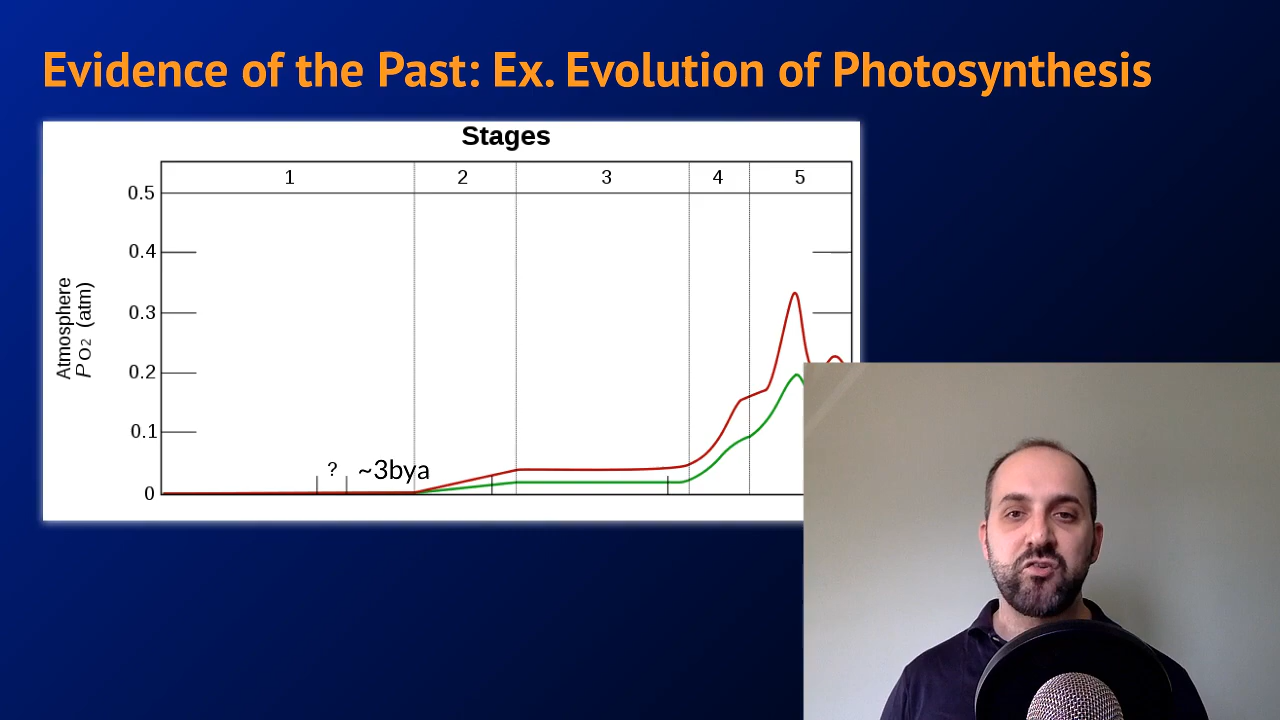 Evidence of the Past: Ex. Evolution of Photosynthesis
Stages
1 2 3 4 5
0.5
0.4
0.3
0.2
0.1
0
Atmosphere
PO2 (atm)
? ~3bya